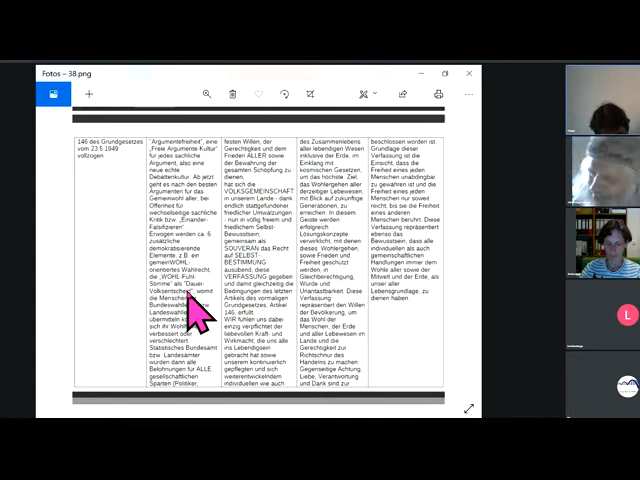 Fotos – 38.png
146 des Grundgesetzes
vom 23.5.1949
vollzogen
"Argumentefreiheit", eine
„Freie Argumente-Kultur"
für jedes sachliche
Argument, also eine
neue echte
Debattenkultur. Ab jetzt
geht es nach den besten
Argumenten für das
Gemeinwohl aller, bei
Offenheit für
wechselseitige sachliche
Kritik bzw. „Einander-
Falsifizieren"
Erwogen werden ca. 6
zusätzliche
demokratisierende
Elemente, z.B. ein
gemeinWOHL-
orientiertes Wahlrecht,
die „WOHL-Fühl-
Stimme" als "Dauer-
Volksentscheid", womit
die Menschen
Bundeswahlleiter
Landeswahl
übermitteln
sich ihr Wohl
verbessert oder
verschlechtert
Statistisches Bundesamt
bzw. Landesämter
würden dann alle
Belohnungen für ALLE
gesellschaftlichen
Sparten (Politiker,
festen Willen, der
Gerechtigkeit und dem
Frieden ALLER sowie
der Bewahrung der
gesamten Schöpfung zu
dienen,
hat sich die
VOLKSGEMEINSCHAFT
in unserem Land - dank
endlich stattgefundener
friedlicher Umwälzungen
- nun in völlig freiem und
friedlichem Selbst-
Bewusstsein,
gemeinsam als
SOUVERÄN das Recht
auf SELBST-
BESTIMMUNG
ausübend, diese
VERFASSUNG gegeben
und damit gleichzeitig die
Bedingungen des letzten
Artikels des vormaligen
Grundgesetzes, Artikel
146, erfüllt
WIR fühlen uns dabei
einzig verpflichtet der
liebevollen Kraft- und
Wirkmacht, die uns alle
ins Lebendigsein
gebracht hat sowie
unserem kontinuierlich
gepflegten und sich
weiterentwickelndem
individuellen wie auch
des Zusammenlebens
aller lebendigen Wesen
inklusive der Erde, im
Einklang mit
kosmischen Gesetzen,
um das höchste Ziel,
das Wohlergehen aller
derzeitiger Lebewesen,
mit Blick auf zukünftige
Generationen, zu
erreichen. In diesem
Geiste werden
erfolgreich
Lösungskonzepte
verwirklicht, mit denen
dieses Wohlergehen,
sowie Frieden und
Freiheit geschützt
werden, in
Gleichberechtigung,
Würde und
Unantastbarkeit. Diese
Verfassung
repräsentiert den Willen
der Bevölkerung, um
das Wohl der
Menschen, der Erde
und aller Lebewesen im
Lande und die
Gerechtigkeit zur
Richtschnur des
Handelns zu machen
Gegenseitige Achtung,
Liebe, Verantwortung
und Dank sind zur
beschlossen worden ist
Grundlage dieser
Verfassung ist die
Einsicht, dass die
Freiheit eines jeden
Menschen unabdingbar
zu gewähren ist und die
Freiheit eines jeden
Menschen nur soweit
reicht, bis sie die Freiheit
eines anderen
Menschen berührt. Diese
Verfassung repräsentiert
ebenso das
Bewusstsein, dass alle
individuellen als auch
gemeinschaftlichen
Handlungen immer dem
Wohle aller sowie der
Mitwelt und der Erde, als
unser aller
Lebensgrundlage, zu
dienen haben.
L